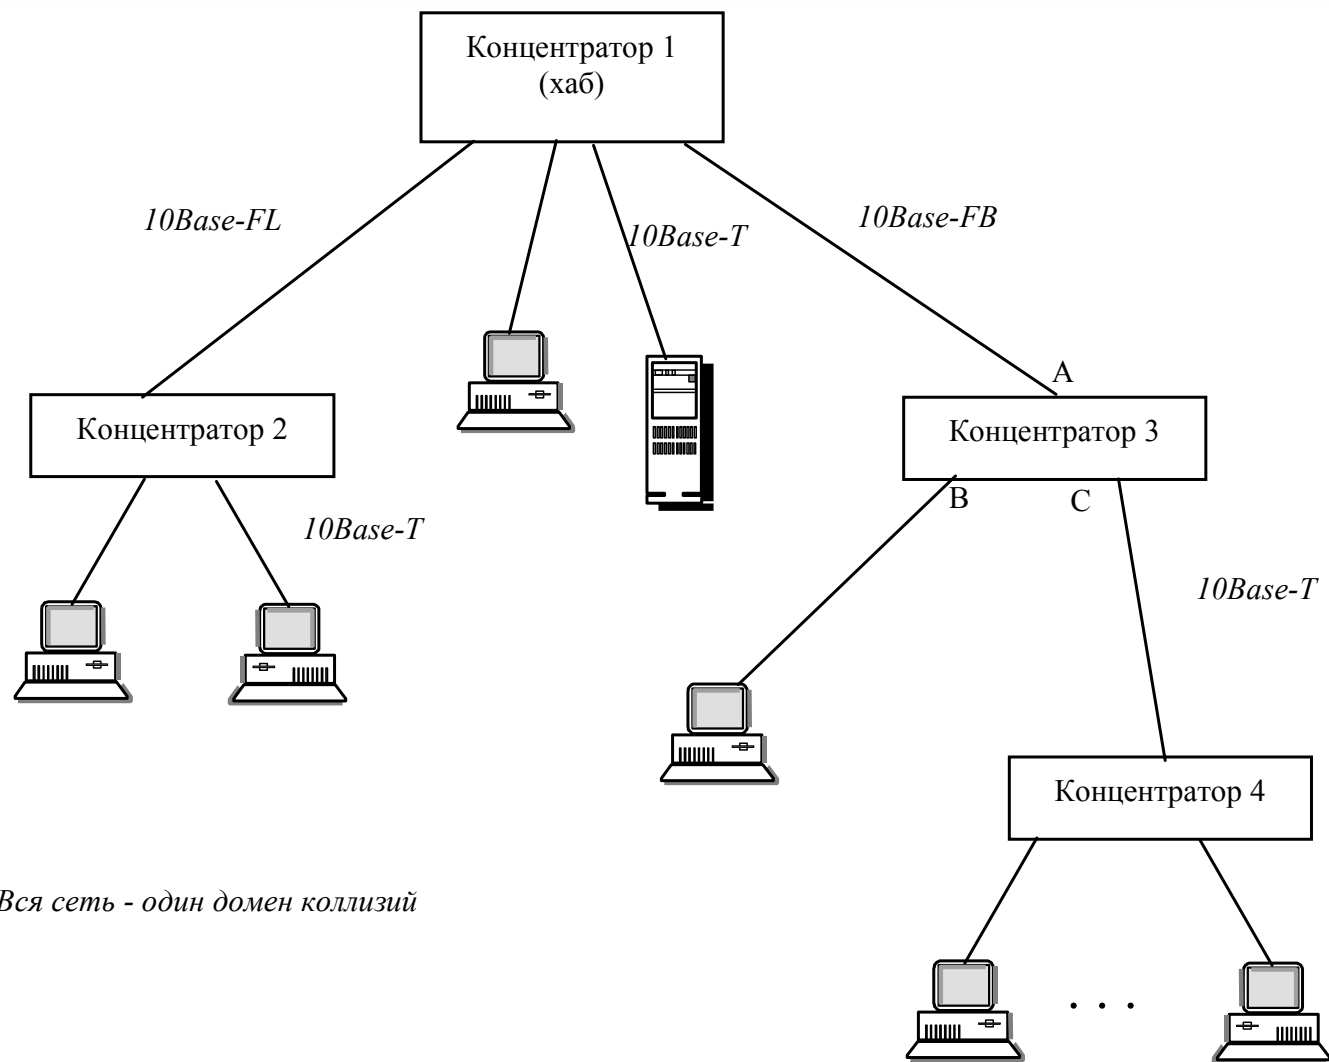 Концентратор 1
(хаб)
10Base-FL
10Base-T
10Base-FB
A
Концентратор 2
Концентратор 3
B
C
10Base-T
10Base-T
Концентратор 4
Вся сеть - один домен коллизий
. . .